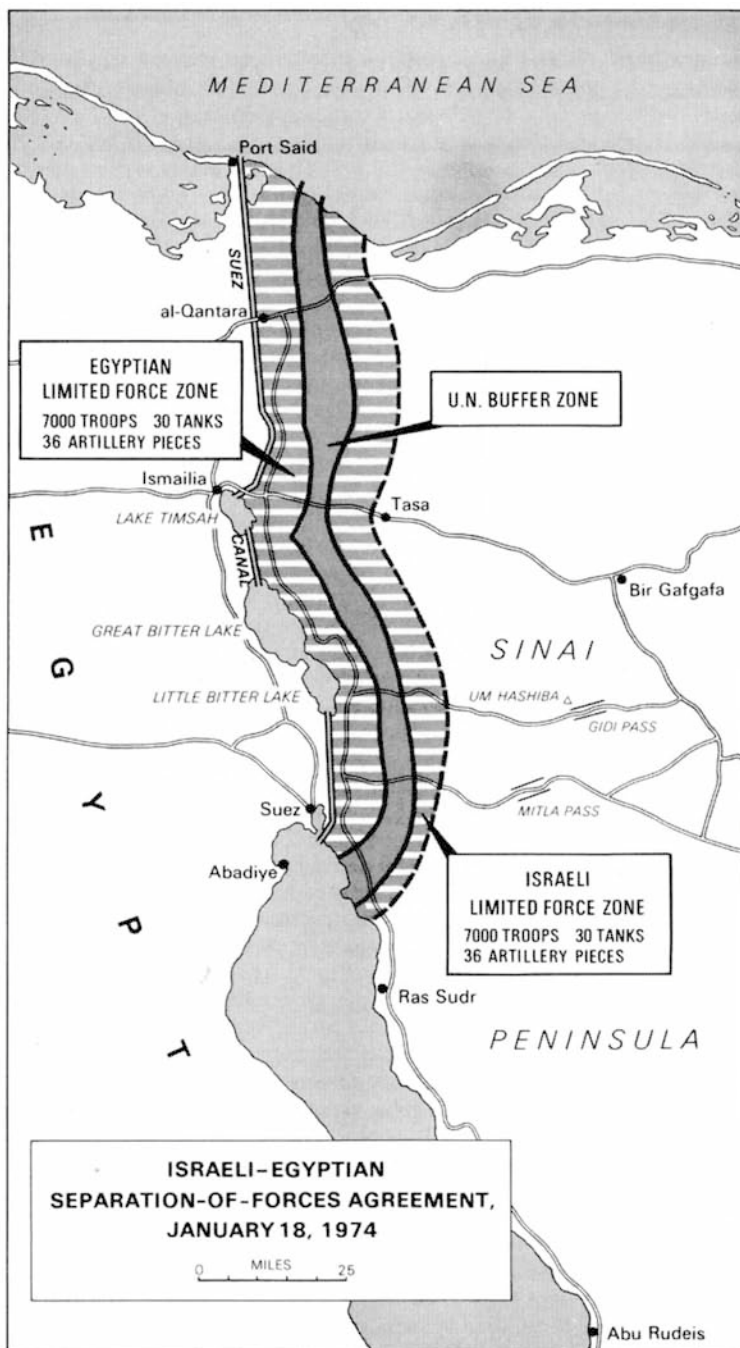 MEDITERRANEAN SEA
Port Said
SUEZ
al-Qantara
EGYPTIAN
LIMITED FORCE ZONE
7000 TROOPS 30 TANKS
36 ARTILLERY PIECES
U.N. BUFFER ZONE
Ismailia
LAKE TIMSAH
Tasa
CANAL
Bir Gafgafa
GREAT BITTER LAKE
SINAI
LITTLE BITTER LAKE
UM HASHIBA
GIDI PASS
Suez
MITLA PASS
Abadiye
EGYPT
ISRAELI
LIMITED FORCE ZONE
7000 TROOPS 30 TANKS
36 ARTILLERY PIECES
Ras Sudr
PENINSULA
ISRAELI-EGYPTIAN
SEPARATION-OF-FORCES AGREEMENT,
JANUARY 18, 1974
MILES
0 25
Abu Rudeis